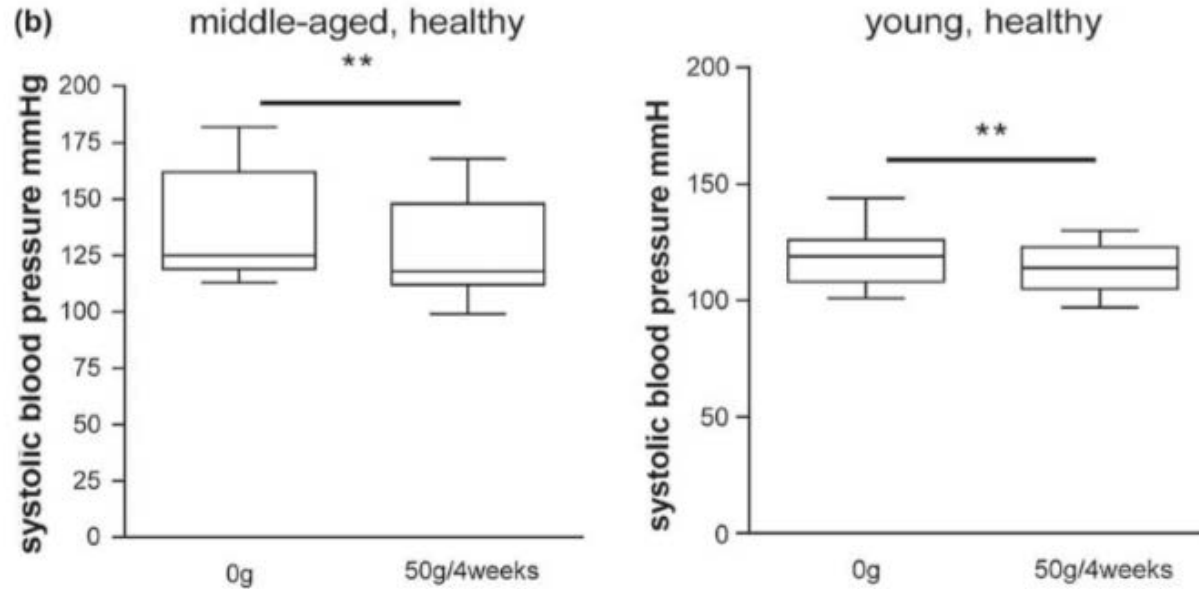 (b)
middle-aged, healthy
**
systolic blood pressure mmHg
200
175
150
125
100
75
50
25
0
0g
50g/4weeks
young, healthy
**
systolic blood pressure mmH
200
150
100
50
0
0g
50g/4weeks